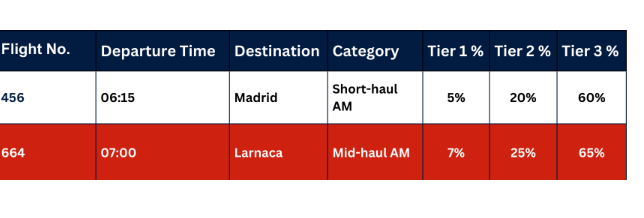 Flight No. Departure Time Destination Category Tier 1 % Tier 2 % Tier 3 %
456 06:15 Madrid Short-haul AM 5% 20% 60%
664 07:00 Larnaca Mid-haul AM 7% 25% 65%